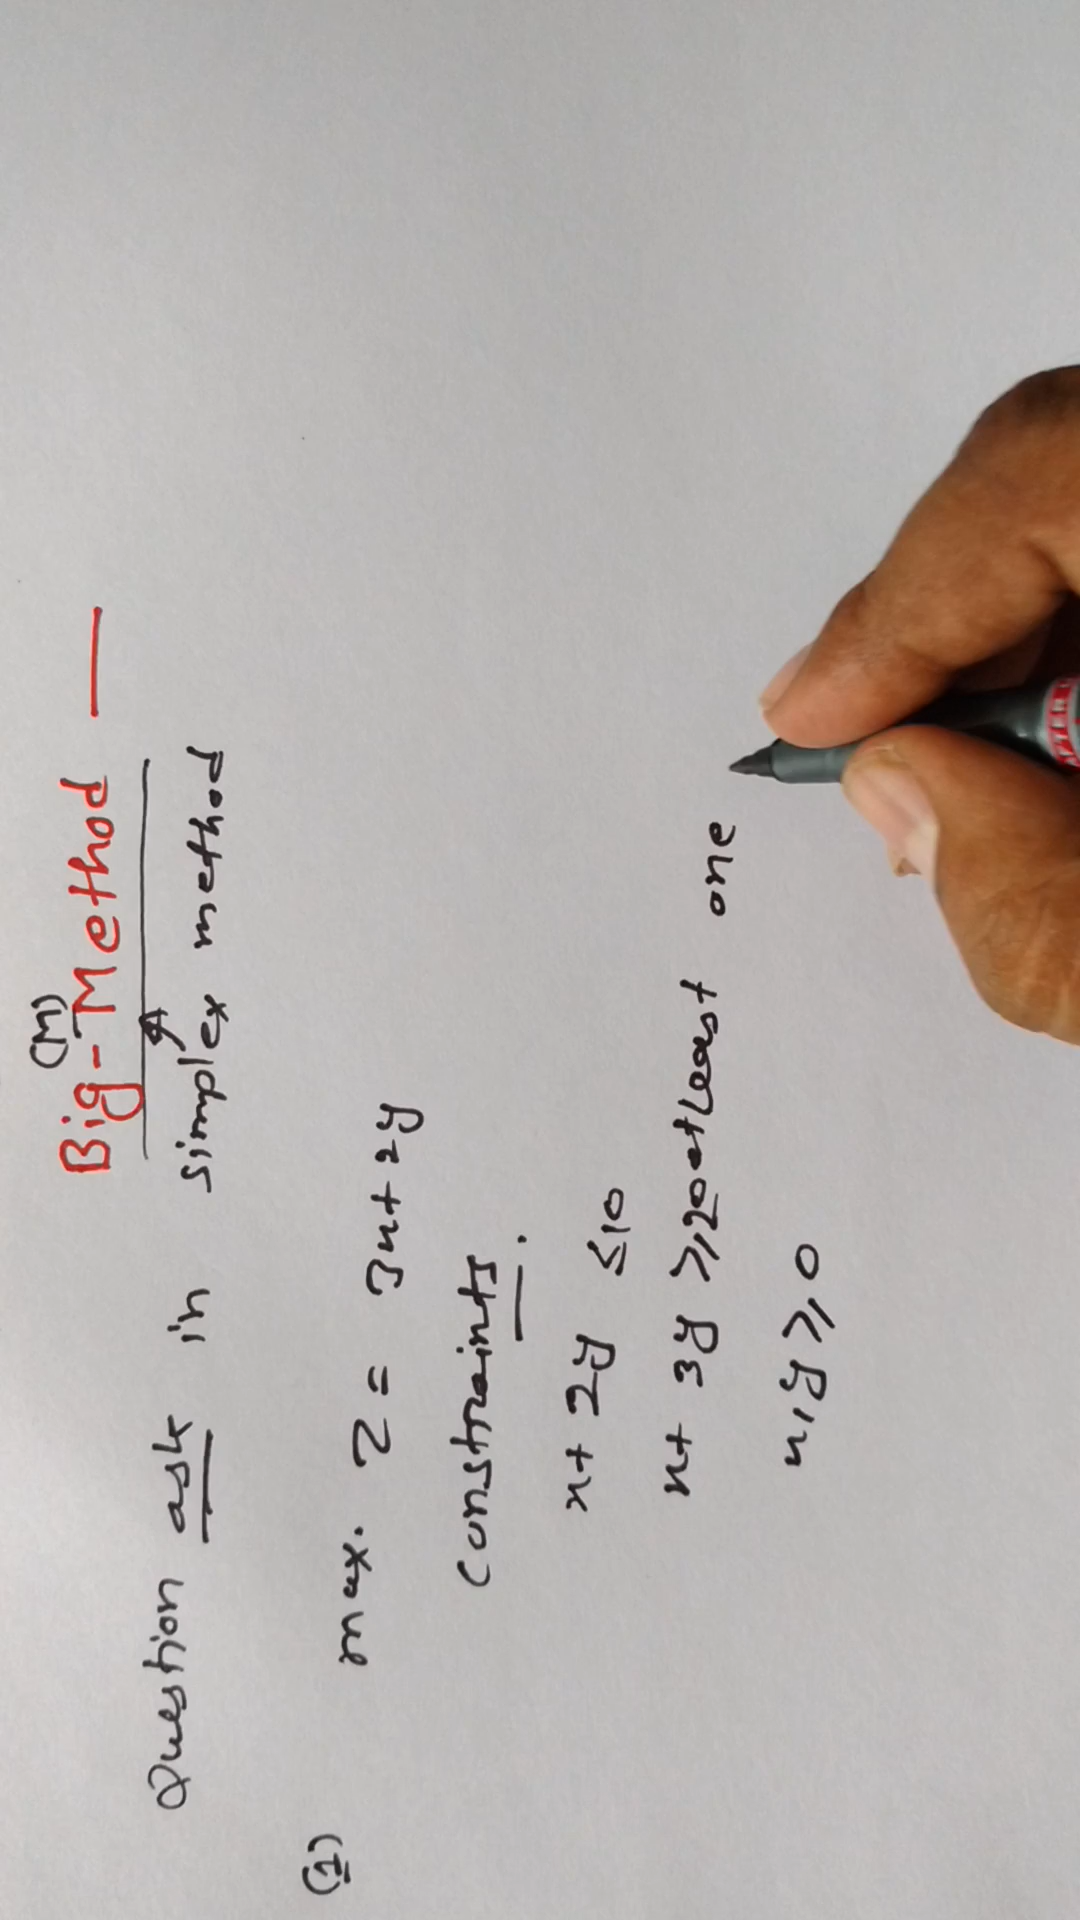 (M)
Big-Method —
Question ask in simplex method
(1) max. Z = 3x+2y
constraints.
x+2y ≤10
x+ 3y ≥20 atleast one
x,y ≥0